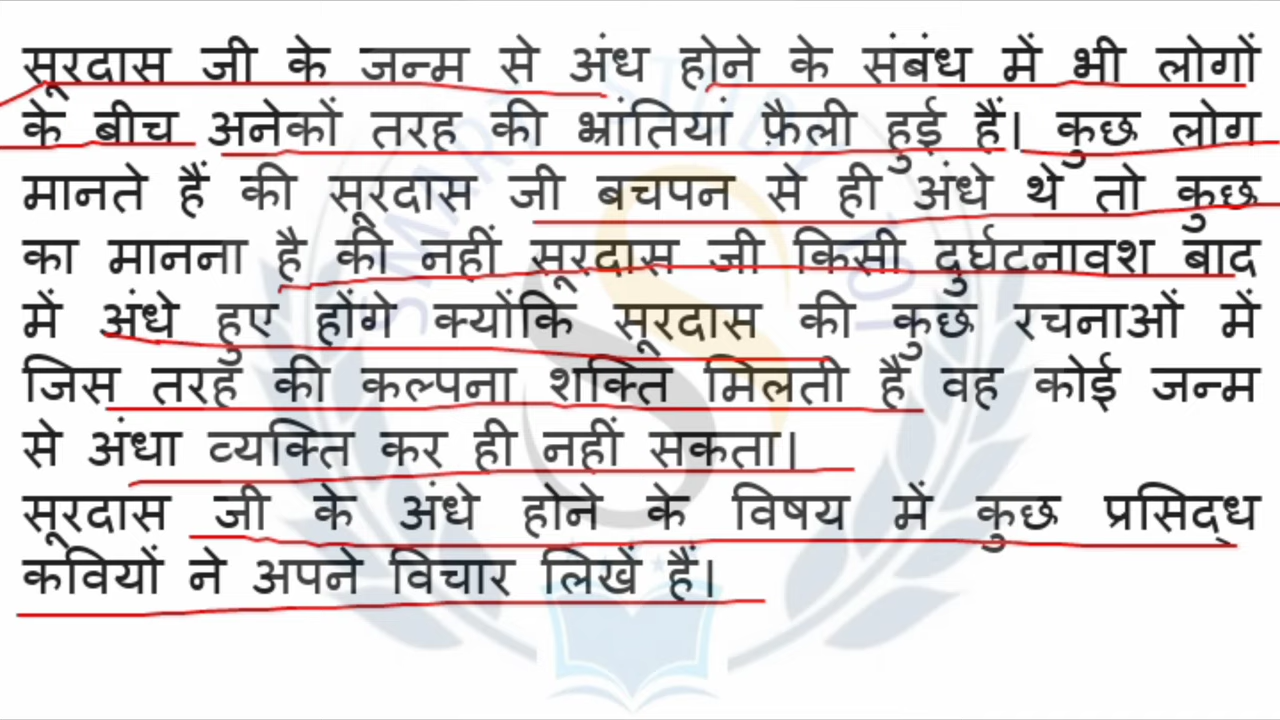 सूरदास जी के जन्म से अंध होने के संबंध में भी लोगों
के बीच अनेकों तरह की भ्रांतियां फ़ैली हुई हैं। कुछ लोग
मानते हैं की सूरदास जी बचपन से ही अंधे थे तो कुछ
का मानना है की नहीं सूरदास जी किसी दुर्घटनावश बाद
में अंधे हुए होंगे क्योंकि सूरदास की कुछ रचनाओं में
जिस तरह की कल्पना शक्ति मिलती है वह कोई जन्म
से अंधा व्यक्ति कर ही नहीं सकता।
सूरदास जी के अंधे होने के विषय में कुछ प्रसिद्ध
कवियों ने अपने विचार लिखें हैं।